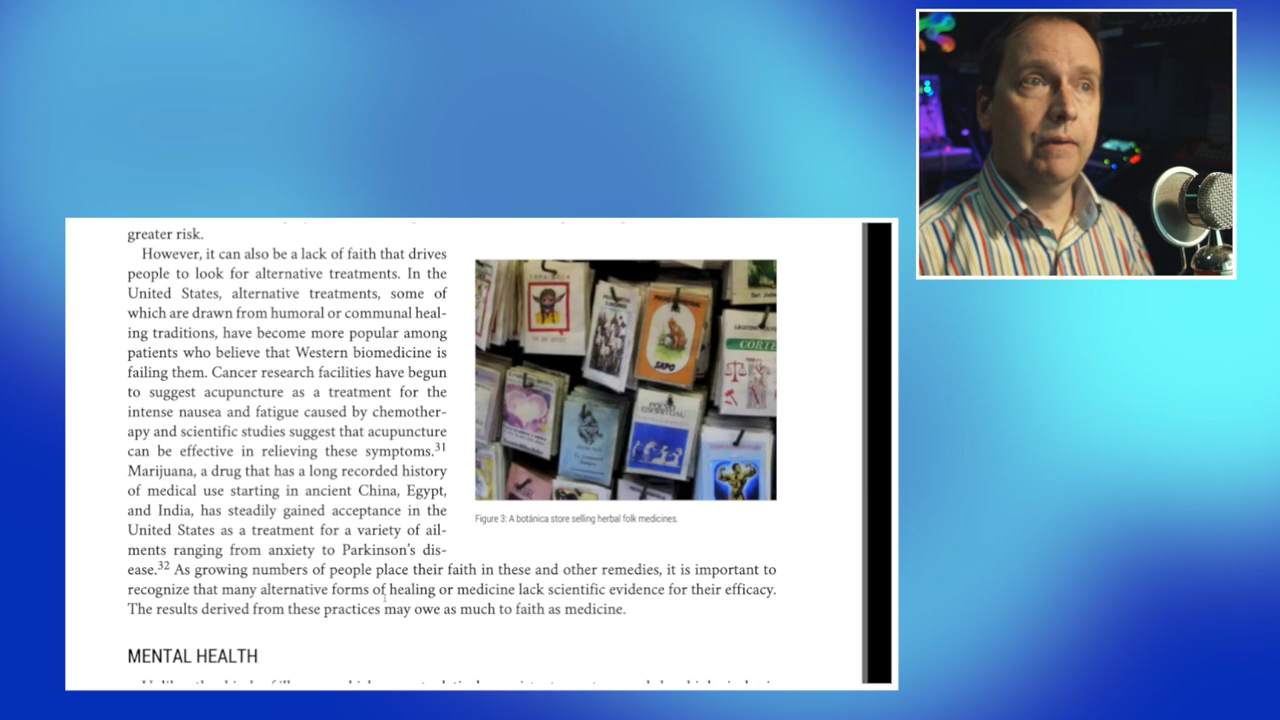 greater risk.
However, it can also be a lack of faith that drives
people to look for alternative treatments. In the
United States, alternative treatments, some of
which are drawn from humoral or communal heal-
ing traditions, have become more popular among
patients who believe that Western biomedicine is
failing them. Cancer research facilities have begun
to suggest acupuncture as a treatment for the
intense nausea and fatigue caused by chemother-
apy and scientific studies suggest that acupuncture
can be effective in relieving these symptoms.31
Marijuana, a drug that has a long recorded history
of medical use starting in ancient China, Egypt,
and India, has steadily gained acceptance in the
United States as a treatment for a variety of ail-
ments ranging from anxiety to Parkinson's dis-
ease.32 As growing numbers of people place their faith in these and other remedies, it is important to
recognize that many alternative forms of healing or medicine lack scientific evidence for their efficacy.
The results derived from these practices may owe as much to faith as medicine.
SAPO
Figure 3: A botánica store selling herbal folk medicines.
MENTAL HEALTH